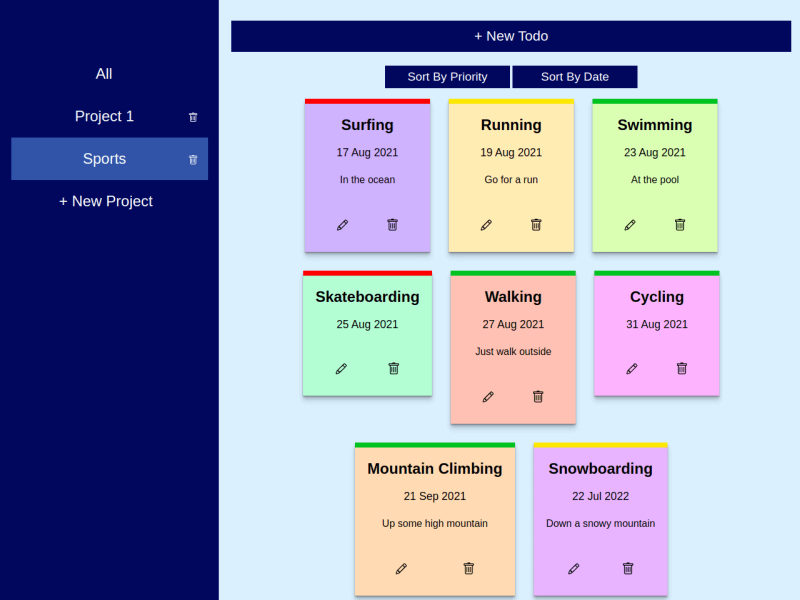 All
Project 1
Sports
+ New Project
+ New Todo
Sort By Priority
Sort By Date
Surfing
17 Aug 2021
In the ocean
Running
19 Aug 2021
Go for a run
Swimming
23 Aug 2021
At the pool
Skateboarding
25 Aug 2021
Walking
27 Aug 2021
Just walk outside
Cycling
31 Aug 2021
Mountain Climbing
21 Sep 2021
Up some high mountain
Snowboarding
22 Jul 2022
Down a snowy mountain